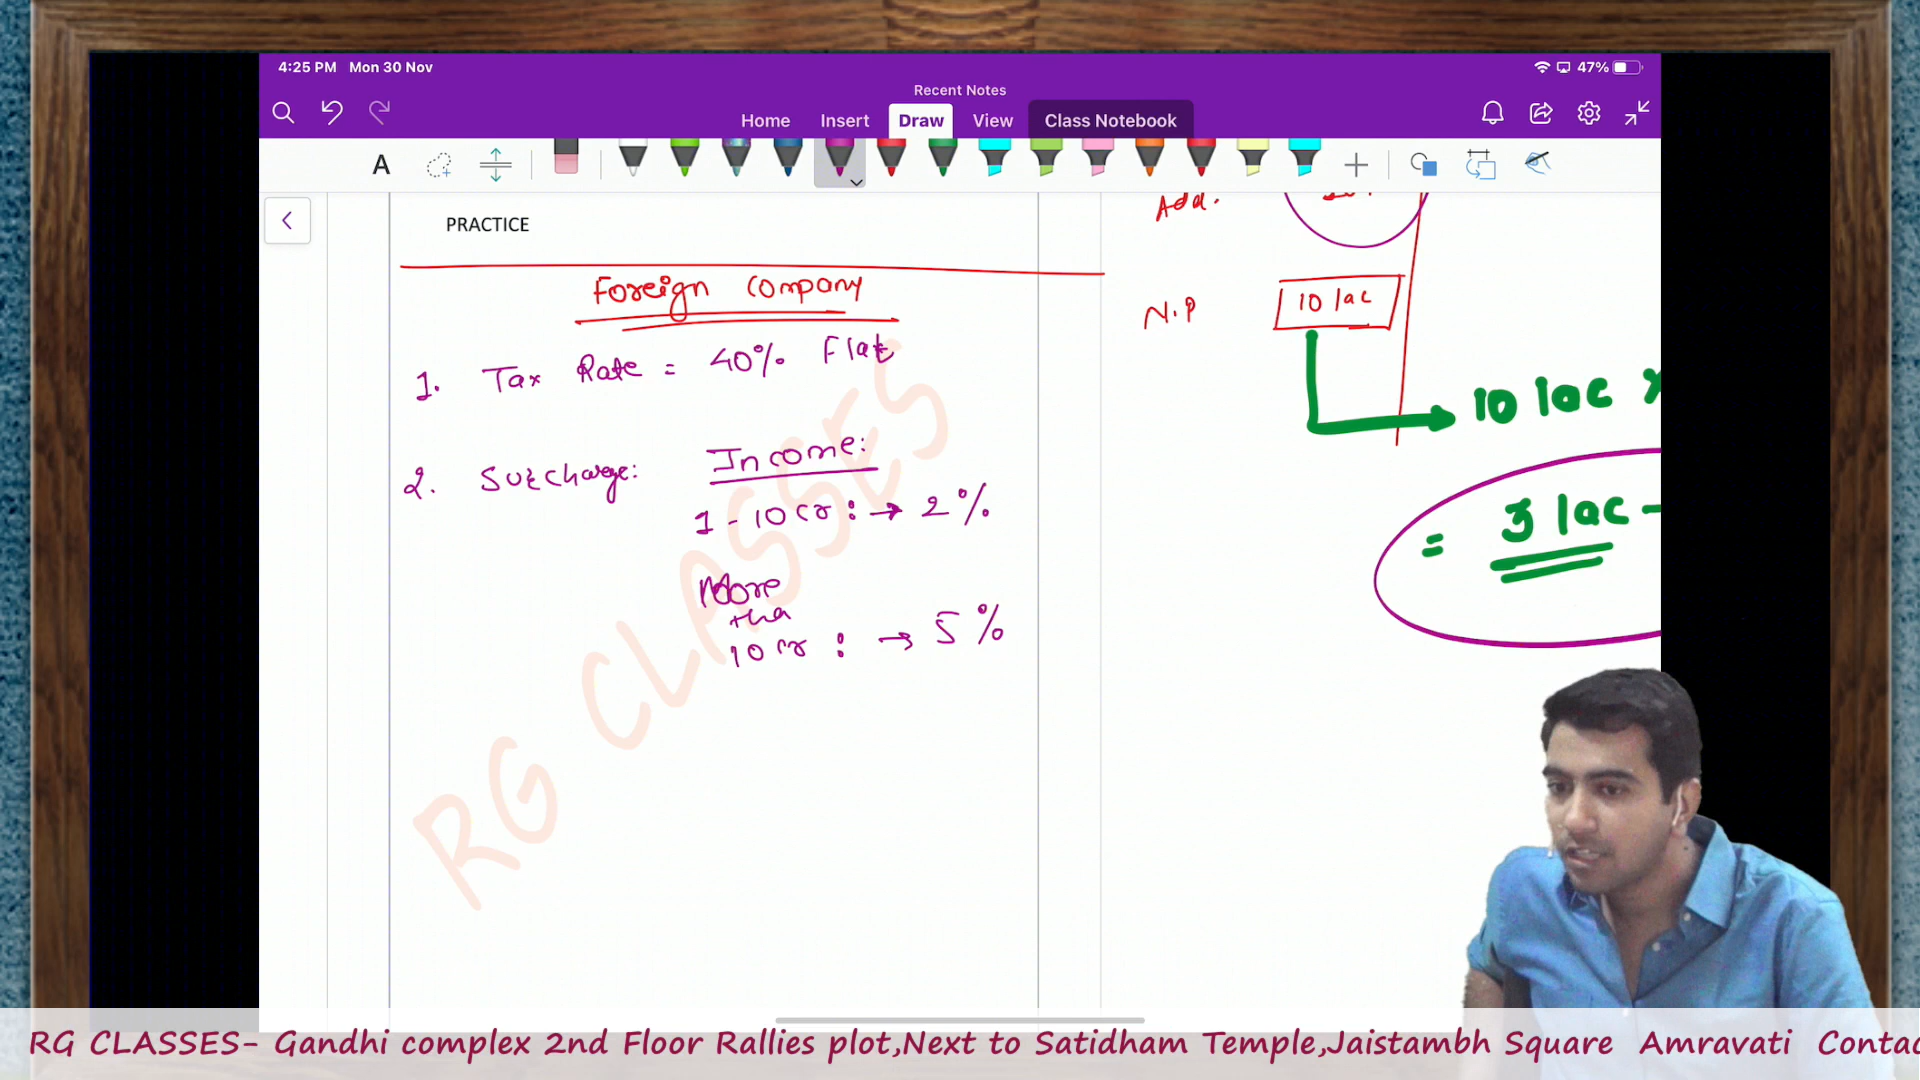 4:25 PM Mon 30 Nov
47%
Recent Notes
Home Insert Draw View Class Notebook
A
PRACTICE
Foreign Company
1. Tax Rate = 40% Flat
2. Surcharge: Income:
1 - 10 cr : → 2%
More
tha
10 cr : → 5%
Add.
N.P 10 lac
10 lac x
= 3 lac -
RG CLASSES
RG CLASSES- Gandhi complex 2nd Floor Rallies plot,Next to Satidham Temple,Jaistambh Square Amravati Contac